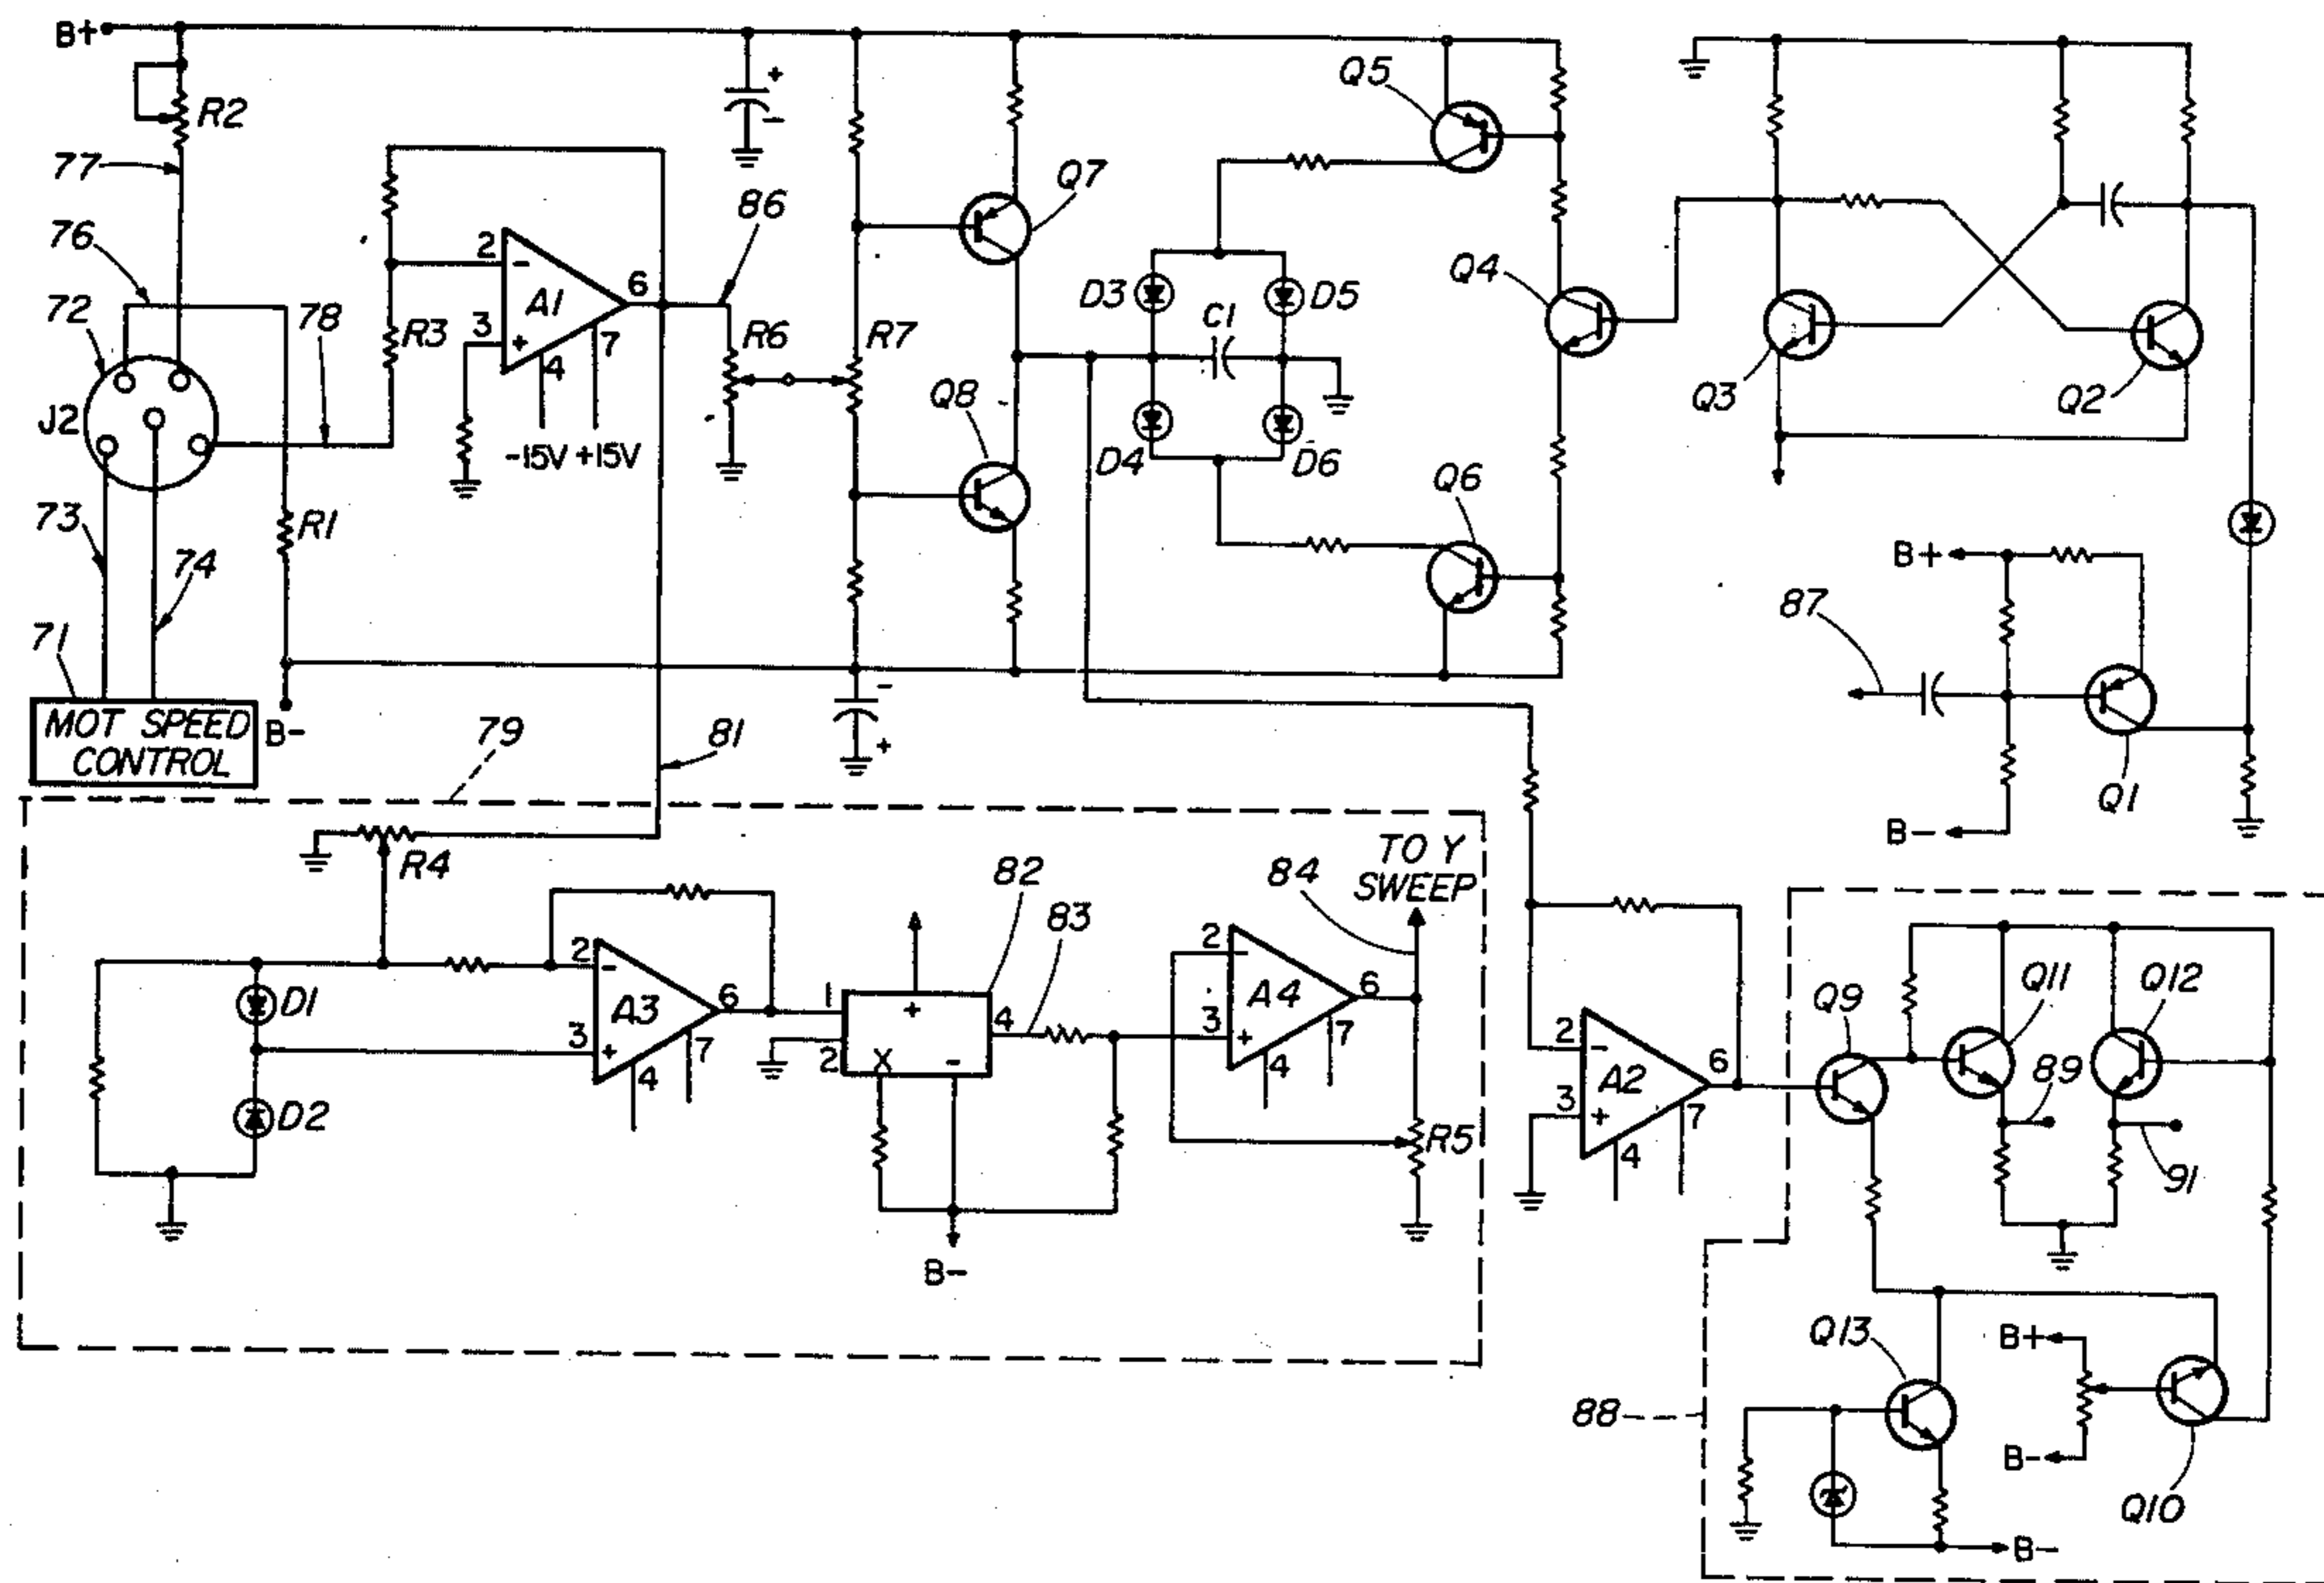 B+
R2
77
76
72
78
J2
R3
73
74
R1
71
MOT SPEED
CONTROL
B-
2
-
3
+
A1
6
4
7
-15V +15V
+
-
86
R6
R7
Q7
Q8
-
+
81
79
Q5
D3
D5
C1
D4
D6
Q4
Q6
Q3
Q2
B+
87
B-
Q1
R4
D1
D2
2
-
3
+
A3
6
4
7
1
2
+
X
-
4
82
83
B-
2
-
3
+
A4
6
4
7
84
TO Y
SWEEP
R5
2
-
3
+
A2
6
4
7
Q9
Q11
Q12
89
91
Q13
B+
B-
Q10
88
B-